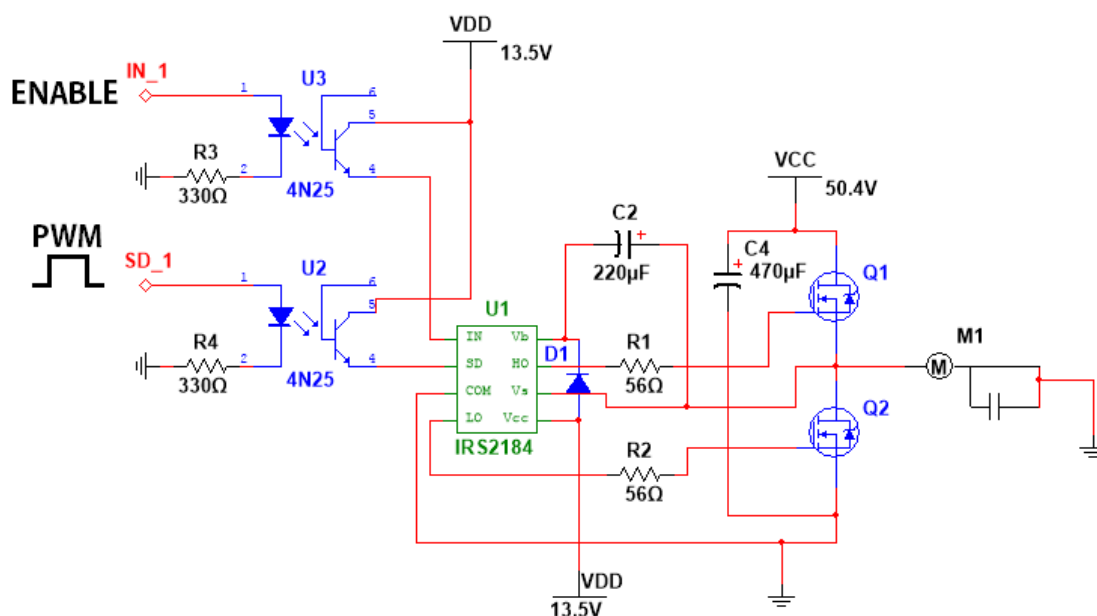 VDD
13.5V
ENABLE
IN_1
1
U3
6
5
R3
330Ω
2
4N25
4
VCC
50.4V
PWM
SD_1
1
U2
6
5
R4
330Ω
2
4N25
4
C2
+
220µF
C4
+
470µF
Q1
U1
IN Vb
SD HO
COM Vs
LO Vcc
IRS2184
D1
R1
56Ω
M1
M
Q2
R2
56Ω
VDD
13.5V